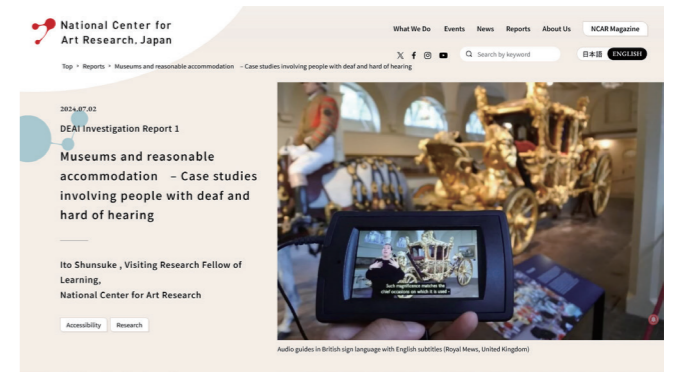 National Center for
Art Research, Japan
What We Do Events News Reports About Us NCAR Magazine
Search by keyword
日本語 ENGLISH
Top > Reports > Museums and reasonable accommodation – Case studies involving people with deaf and hard of hearing
2024.07.02
DEAI Investigation Report 1
Museums and reasonable
accommodation – Case studies
involving people with deaf and
hard of hearing
Ito Shunsuke , Visiting Research Fellow of
Learning,
National Center for Art Research
Accessibility Research
Such magnificence matches the
chief occasions on which it is used -
Audio guides in British sign language with English subtitles (Royal Mews, United Kingdom)